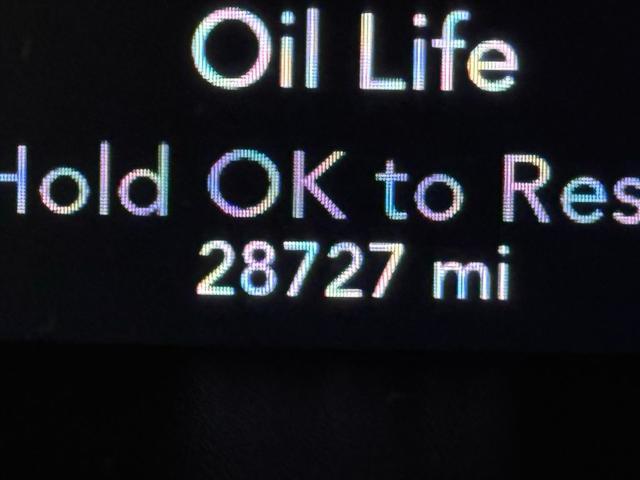 Oil Life
Hold OK to Res
28727 mi